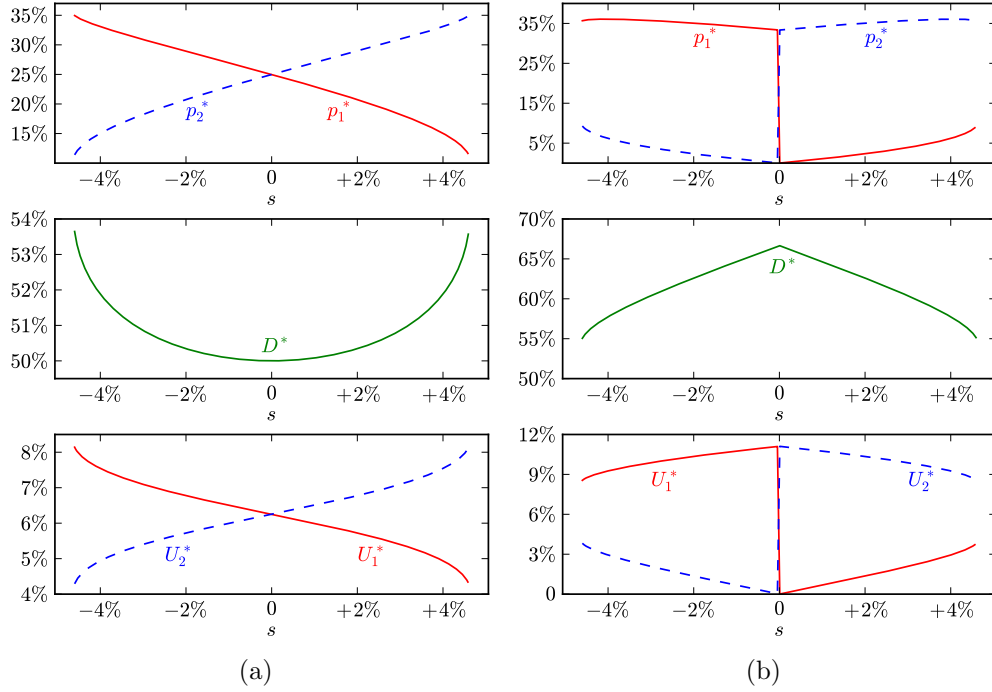 35%
30%
25%
20%
15%
p₂*
p₁*
−4% −2% 0 +2% +4%
s
35%
25%
15%
5%
p₁*
p₂*
−4% −2% 0 +2% +4%
s
54%
53%
52%
51%
50%
D*
−4% −2% 0 +2% +4%
s
70%
65%
60%
55%
50%
D*
−4% −2% 0 +2% +4%
s
8%
7%
6%
5%
4%
U₂*
U₁*
−4% −2% 0 +2% +4%
s
12%
9%
6%
3%
0
U₁*
U₂*
−4% −2% 0 +2% +4%
s
(a)
(b)